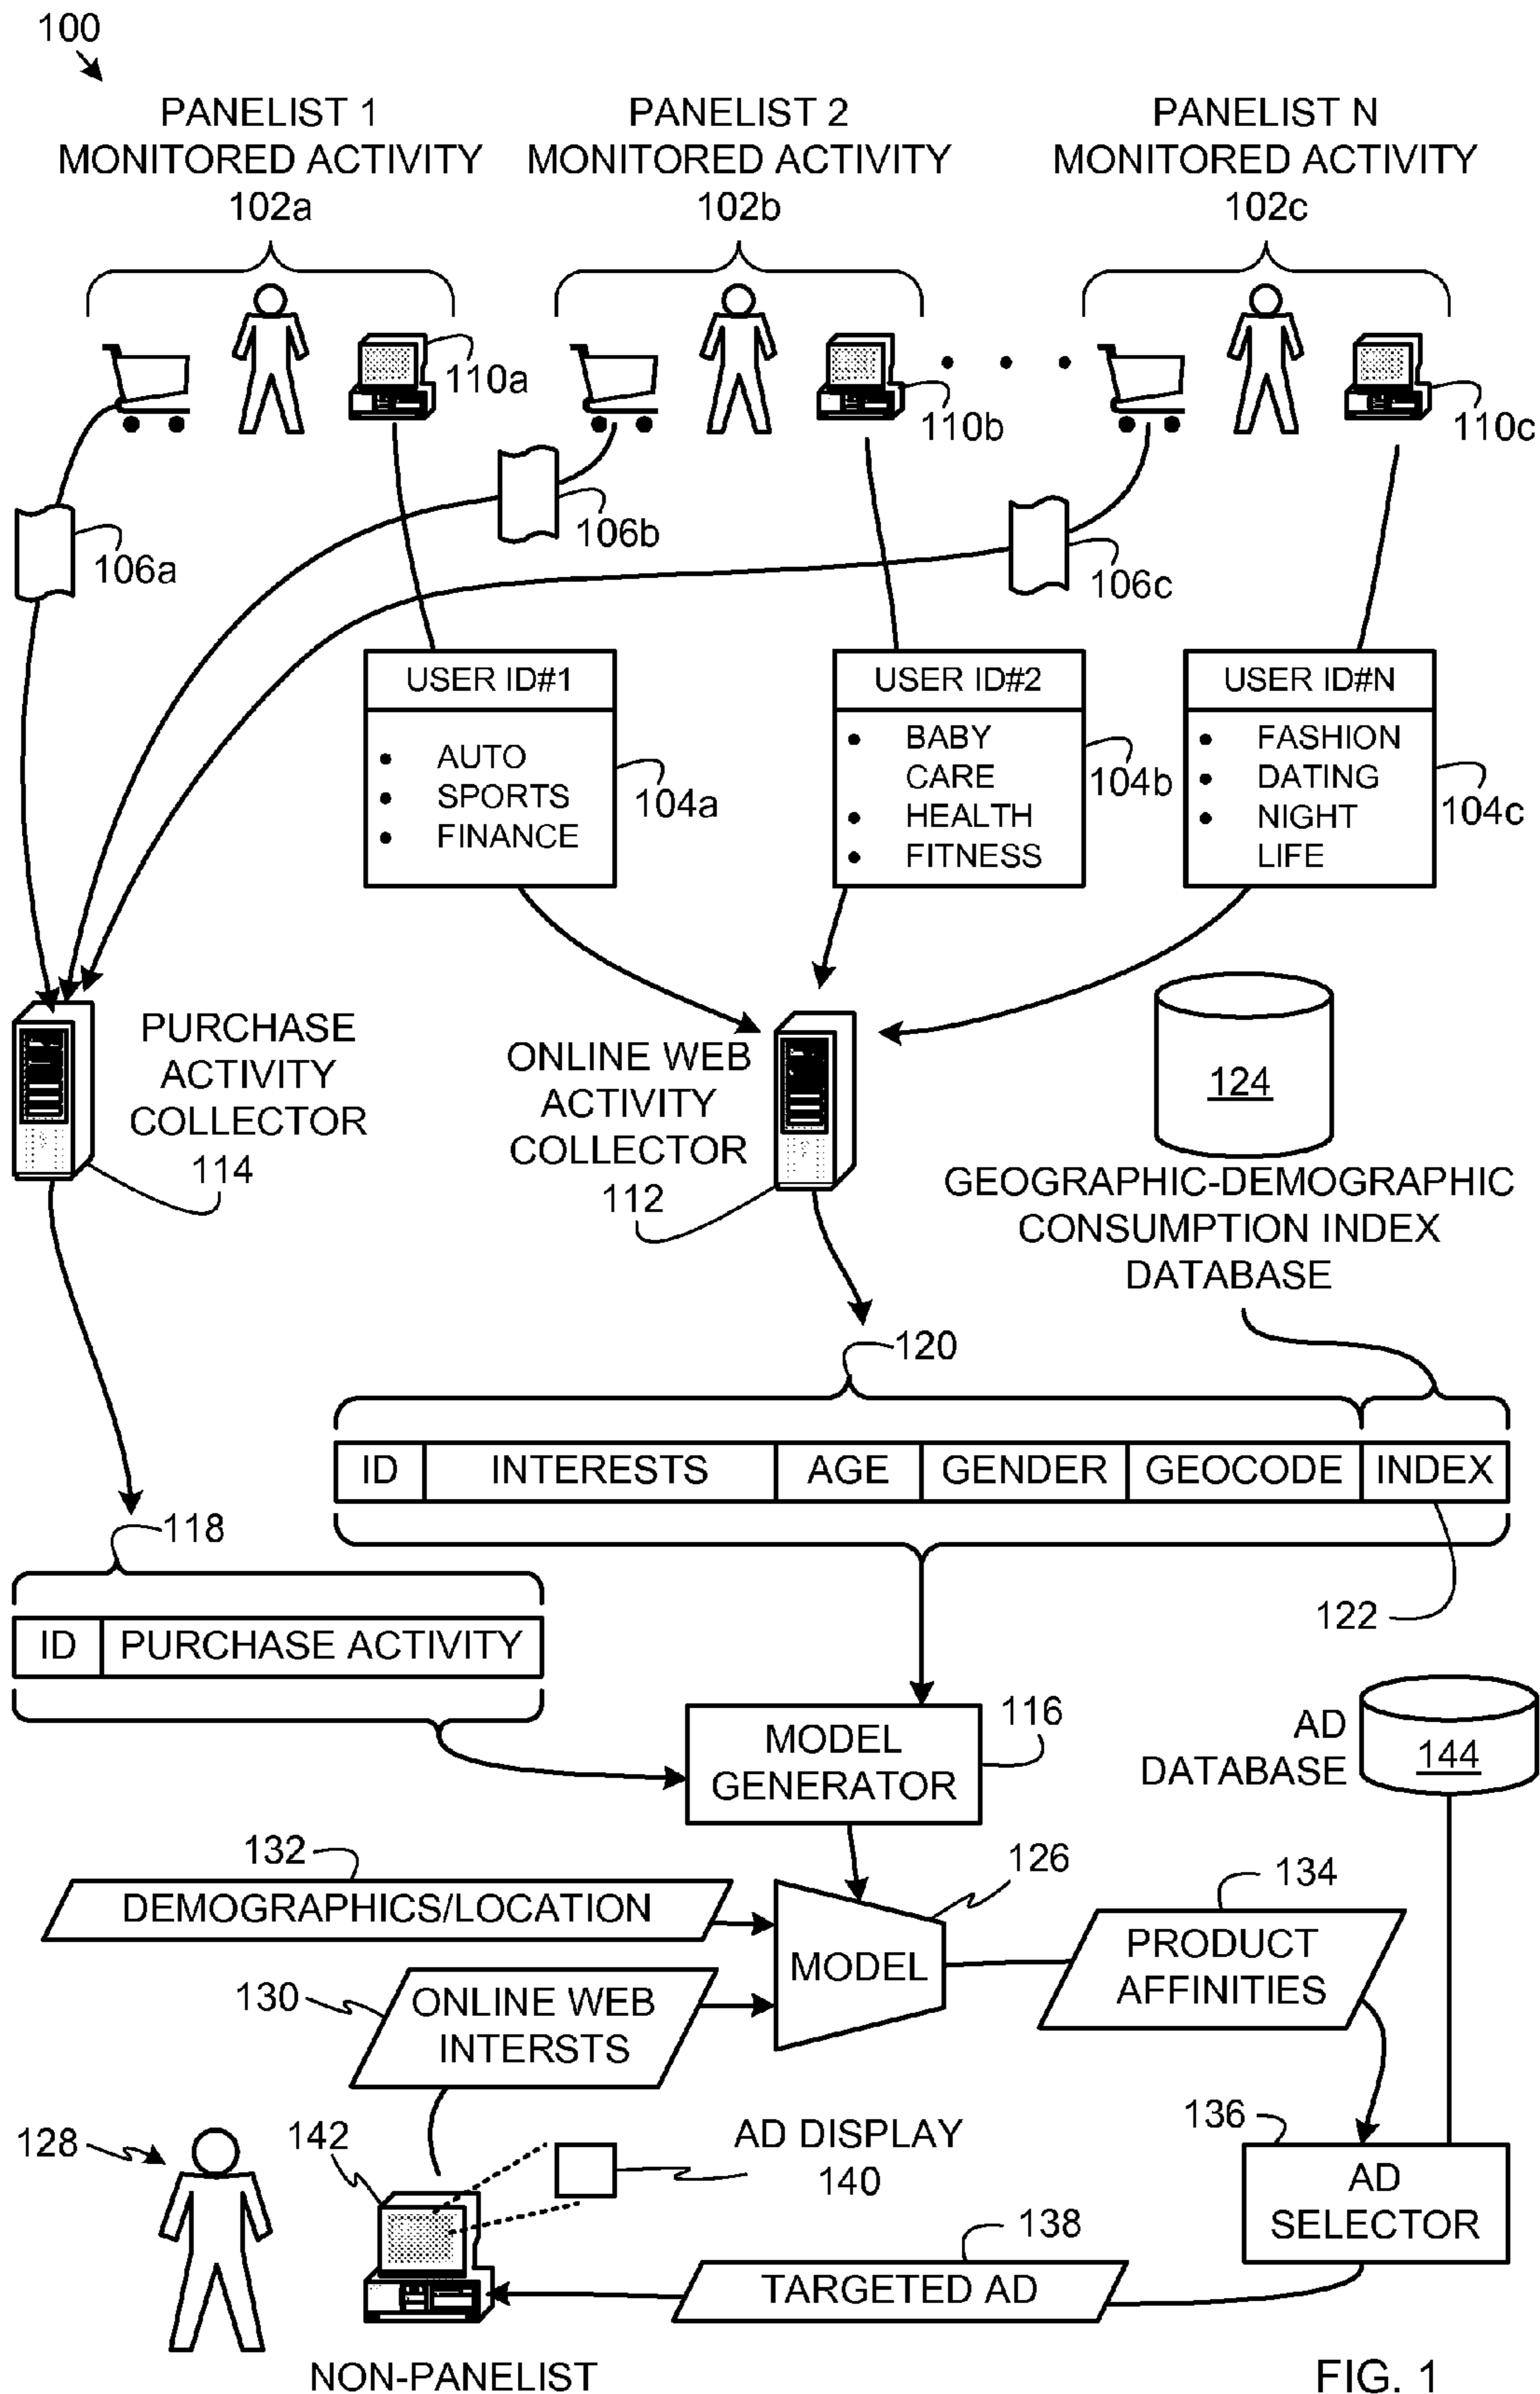 100
PANELIST 1
MONITORED ACTIVITY
102a
PANELIST 2
MONITORED ACTIVITY
102b
PANELIST N
MONITORED ACTIVITY
102c
110a
110b
110c
106a
106b
106c
USER ID#1
• AUTO
• SPORTS
• FINANCE
104a
USER ID#2
• BABY
CARE
• HEALTH
• FITNESS
104b
USER ID#N
• FASHION
• DATING
• NIGHT
LIFE
104c
PURCHASE
ACTIVITY
COLLECTOR
114
ONLINE WEB
ACTIVITY
COLLECTOR
112
124
GEOGRAPHIC-DEMOGRAPHIC
CONSUMPTION INDEX
DATABASE
120
ID INTERESTS AGE GENDER GEOCODE INDEX
122
118
ID PURCHASE ACTIVITY
MODEL
GENERATOR
116
AD
DATABASE
144
132
DEMOGRAPHICS/LOCATION
130
ONLINE WEB
INTERSTS
MODEL
126
134
PRODUCT
AFFINITIES
136
AD
SELECTOR
128
142
AD DISPLAY
140
138
TARGETED AD
NON-PANELIST
FIG. 1